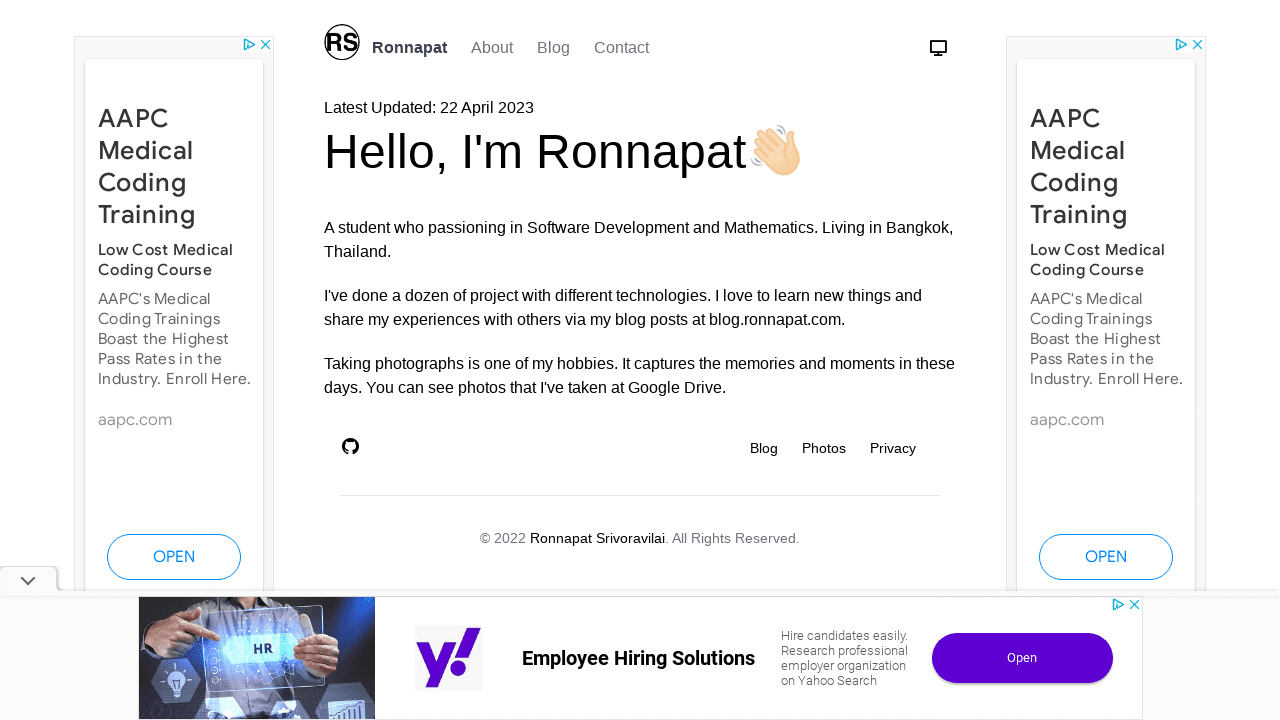 RS
Ronnapat
About
Blog
Contact
Latest Updated: 22 April 2023
Hello, I'm Ronnapat👋🏻
A student who passioning in Software Development and Mathematics. Living in Bangkok,
Thailand.
I've done a dozen of project with different technologies. I love to learn new things and
share my experiences with others via my blog posts at blog.ronnapat.com.
Taking photographs is one of my hobbies. It captures the memories and moments in these
days. You can see photos that I've taken at Google Drive.
Blog
Photos
Privacy
© 2022 Ronnapat Srivoravilai. All Rights Reserved.
AAPC
Medical
Coding
Training
Low Cost Medical
Coding Course
AAPC's Medical
Coding Trainings
Boast the Highest
Pass Rates in the
Industry. Enroll Here.
aapc.com
OPEN
AAPC
Medical
Coding
Training
Low Cost Medical
Coding Course
AAPC's Medical
Coding Trainings
Boast the Highest
Pass Rates in the
Industry. Enroll Here.
aapc.com
OPEN
HR
y!
Employee Hiring Solutions
Hire candidates easily.
Research professional
employer organization
on Yahoo Search
Open